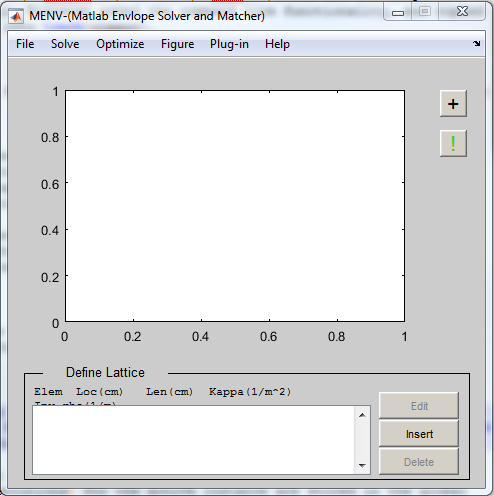 MENV-(Matlab Envlope Solver and Matcher)
File Solve Optimize Figure Plug-in Help
1
+
0.8
!
0.6
0.4
0.2
0
0 0.2 0.4 0.6 0.8 1
Define Lattice
Elem Loc(cm) Len(cm) Kappa(1/m^2)
Edit
Insert
Delete